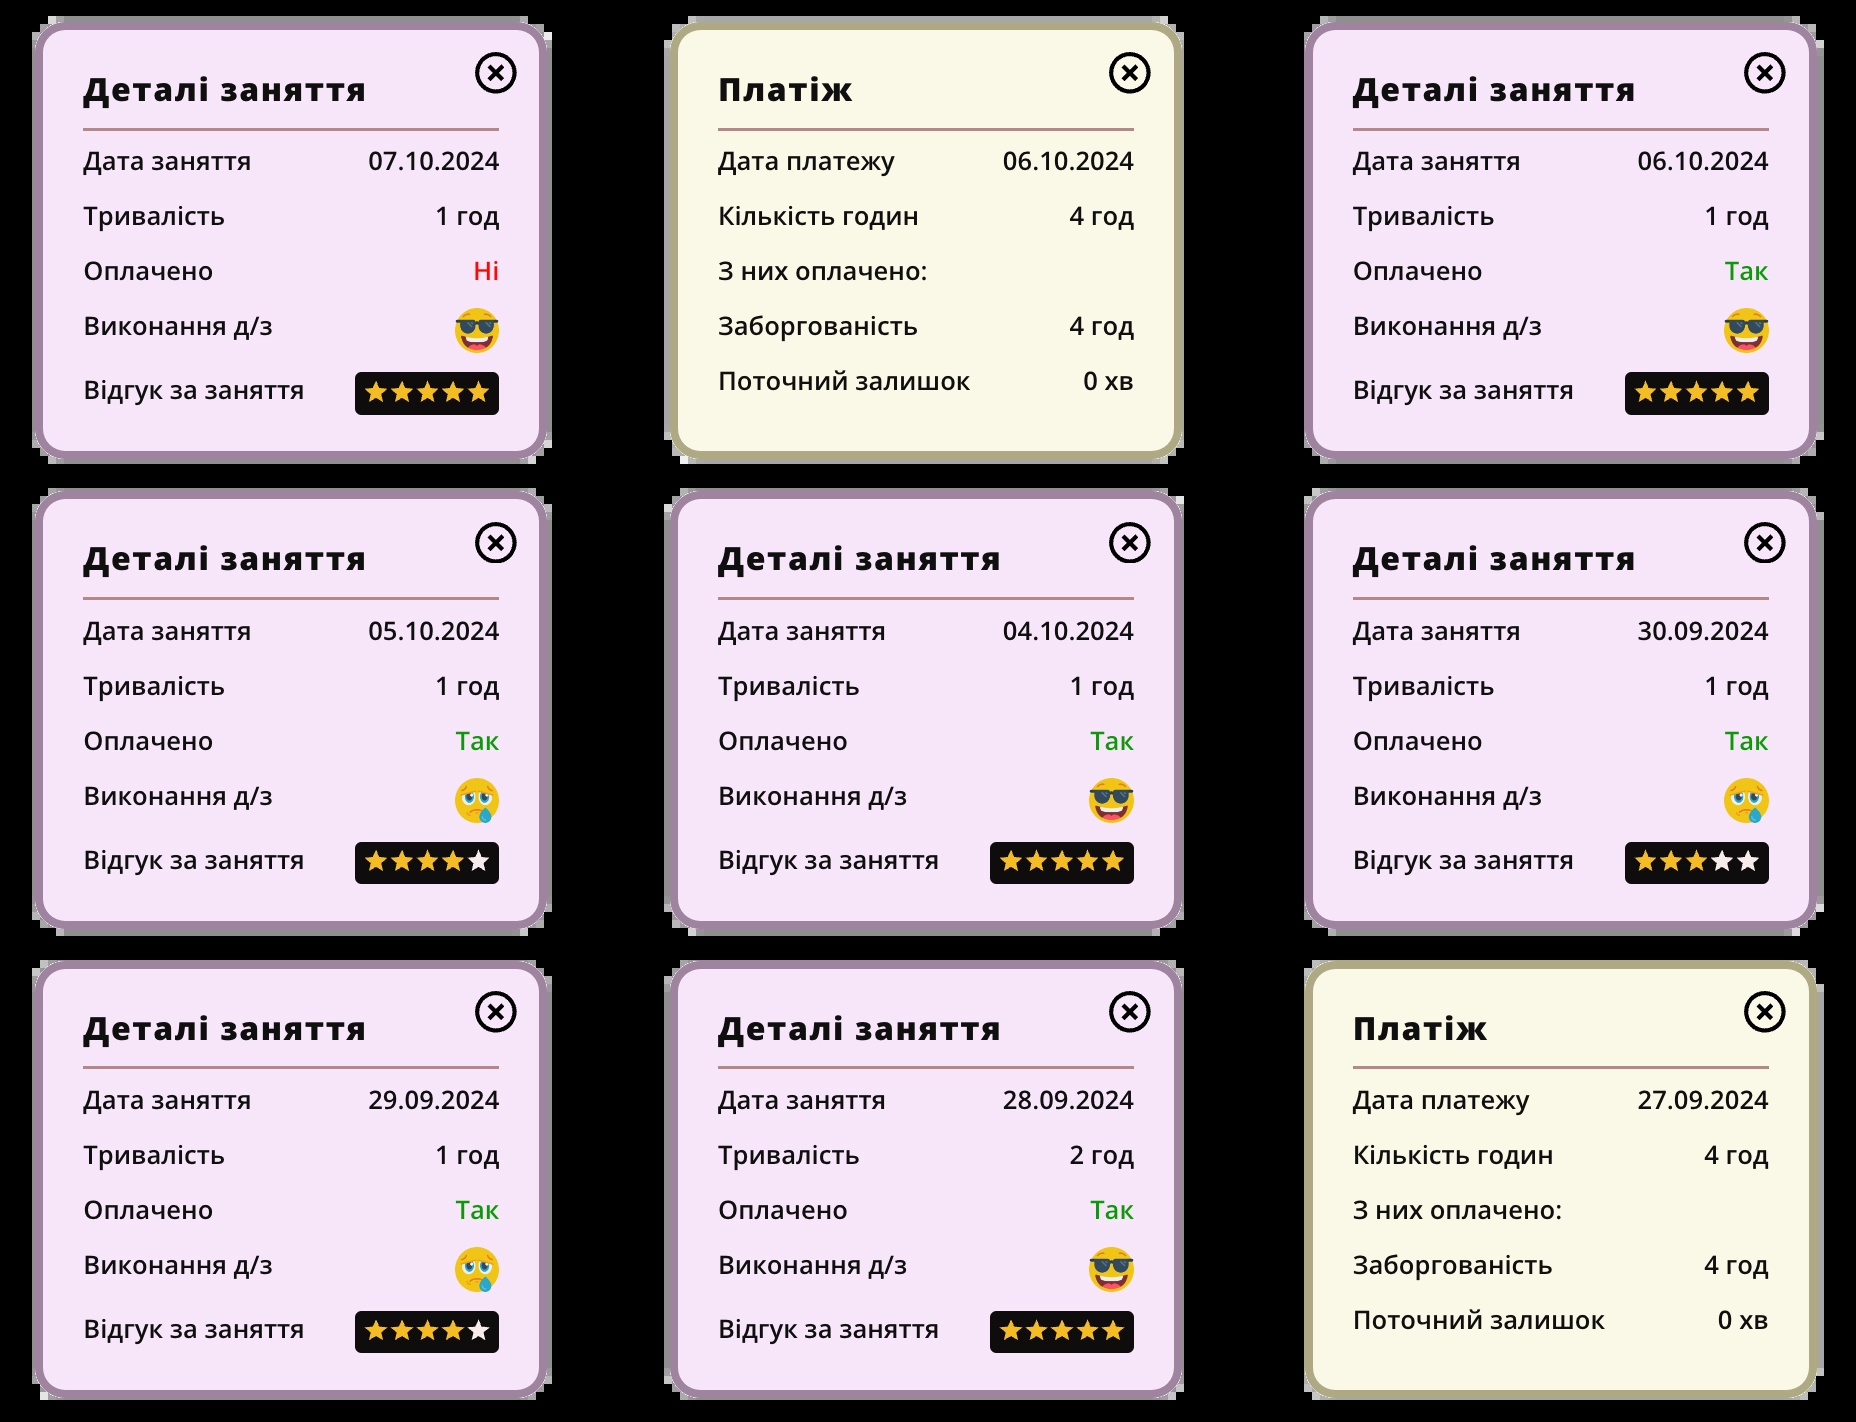 Деталі заняття
Дата заняття 07.10.2024
Тривалість 1 год
Оплачено Ні
Виконання д/з
Відгук за заняття
Платіж
Дата платежу 06.10.2024
Кількість годин 4 год
З них оплачено:
Заборгованість 4 год
Поточний залишок 0 хв
Деталі заняття
Дата заняття 06.10.2024
Тривалість 1 год
Оплачено Так
Виконання д/з
Відгук за заняття
Деталі заняття
Дата заняття 05.10.2024
Тривалість 1 год
Оплачено Так
Виконання д/з
Відгук за заняття
Деталі заняття
Дата заняття 04.10.2024
Тривалість 1 год
Оплачено Так
Виконання д/з
Відгук за заняття
Деталі заняття
Дата заняття 30.09.2024
Тривалість 1 год
Оплачено Так
Виконання д/з
Відгук за заняття
Деталі заняття
Дата заняття 29.09.2024
Тривалість 1 год
Оплачено Так
Виконання д/з
Відгук за заняття
Деталі заняття
Дата заняття 28.09.2024
Тривалість 2 год
Оплачено Так
Виконання д/з
Відгук за заняття
Платіж
Дата платежу 27.09.2024
Кількість годин 4 год
З них оплачено:
Заборгованість 4 год
Поточний залишок 0 хв